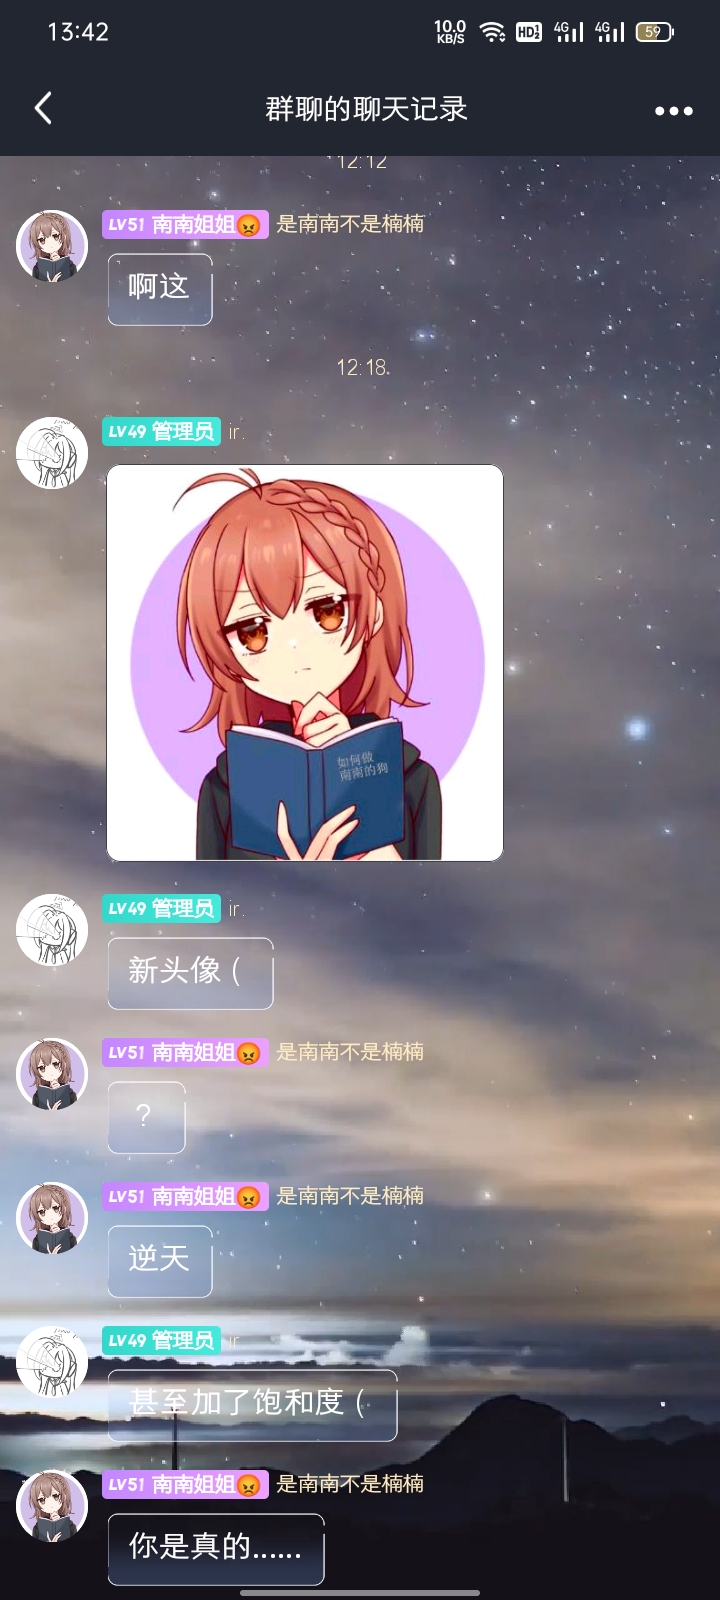 13:42
10.0 KB/S
HD 1 2
4G
4G
59
群聊的聊天记录
12:12
LV51 南南姐姐😡 是南南不是楠楠
啊这
12:18
LV49 管理员 ir.
如何做
南南的狗
LV49 管理员 ir.
新头像（
LV51 南南姐姐😡 是南南不是楠楠
？
LV51 南南姐姐😡 是南南不是楠楠
逆天
LV49 管理员 ir.
甚至加了饱和度（
LV51 南南姐姐😡 是南南不是楠楠
你是真的……